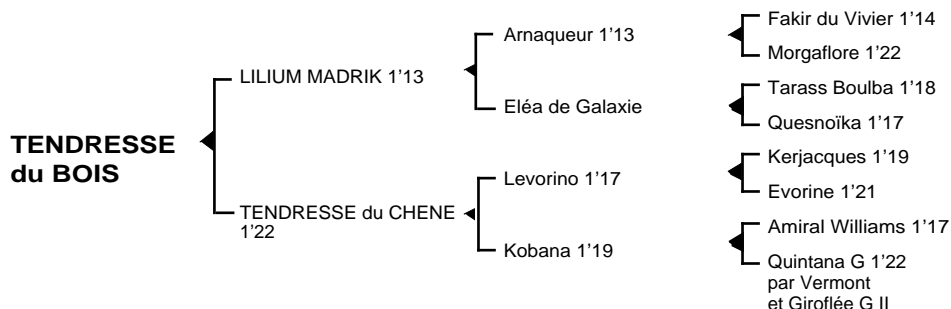 Fakir du Vivier 1'14
Arnaqueur 1'13
Morgaflore 1'22
LILIUM MADRIK 1'13
Tarass Boulba 1'18
Eléa de Galaxie
Quesnoïka 1'17
TENDRESSE
du BOIS
Kerjacques 1'19
Levorino 1'17
Evorine 1'21
TENDRESSE du CHENE
1'22
Amiral Williams 1'17
Kobana 1'19
Quintana G 1'22
par Vermont
et Giroflée G II